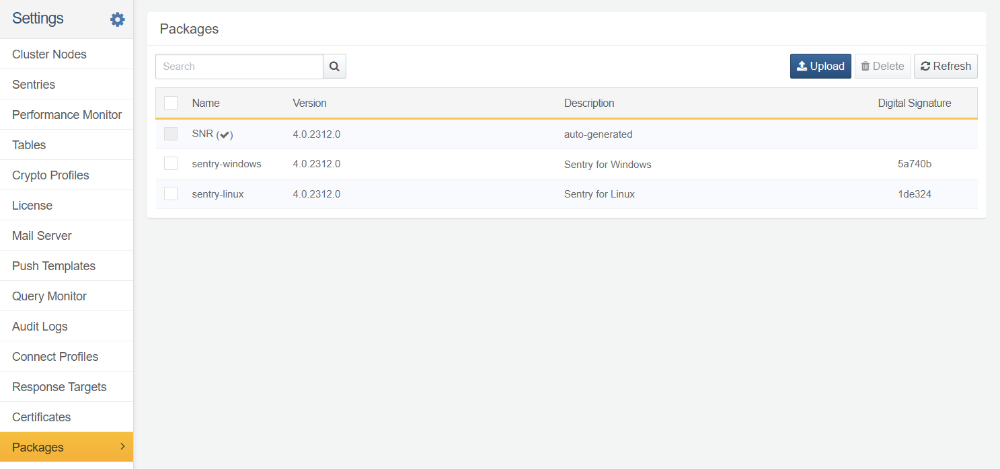 Settings
Cluster Nodes
Sentries
Performance Monitor
Tables
Crypto Profiles
License
Mail Server
Push Templates
Query Monitor
Audit Logs
Connect Profiles
Response Targets
Certificates
Packages
Packages
Search
Upload Delete Refresh
Name Version Description Digital Signature
SNR (✔) 4.0.2312.0 auto-generated
sentry-windows 4.0.2312.0 Sentry for Windows 5a740b
sentry-linux 4.0.2312.0 Sentry for Linux 1de324